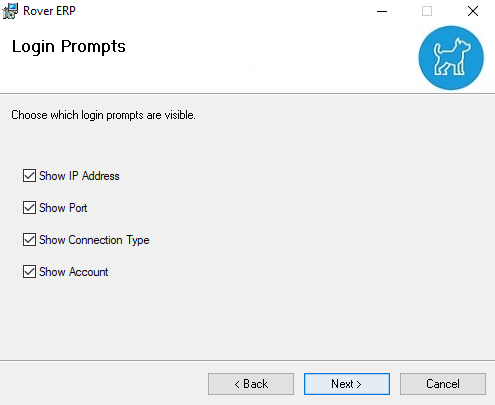 Rover ERP
Login Prompts
Choose which login prompts are visible.
Show IP Address
Show Port
Show Connection Type
Show Account
< Back
Next >
Cancel